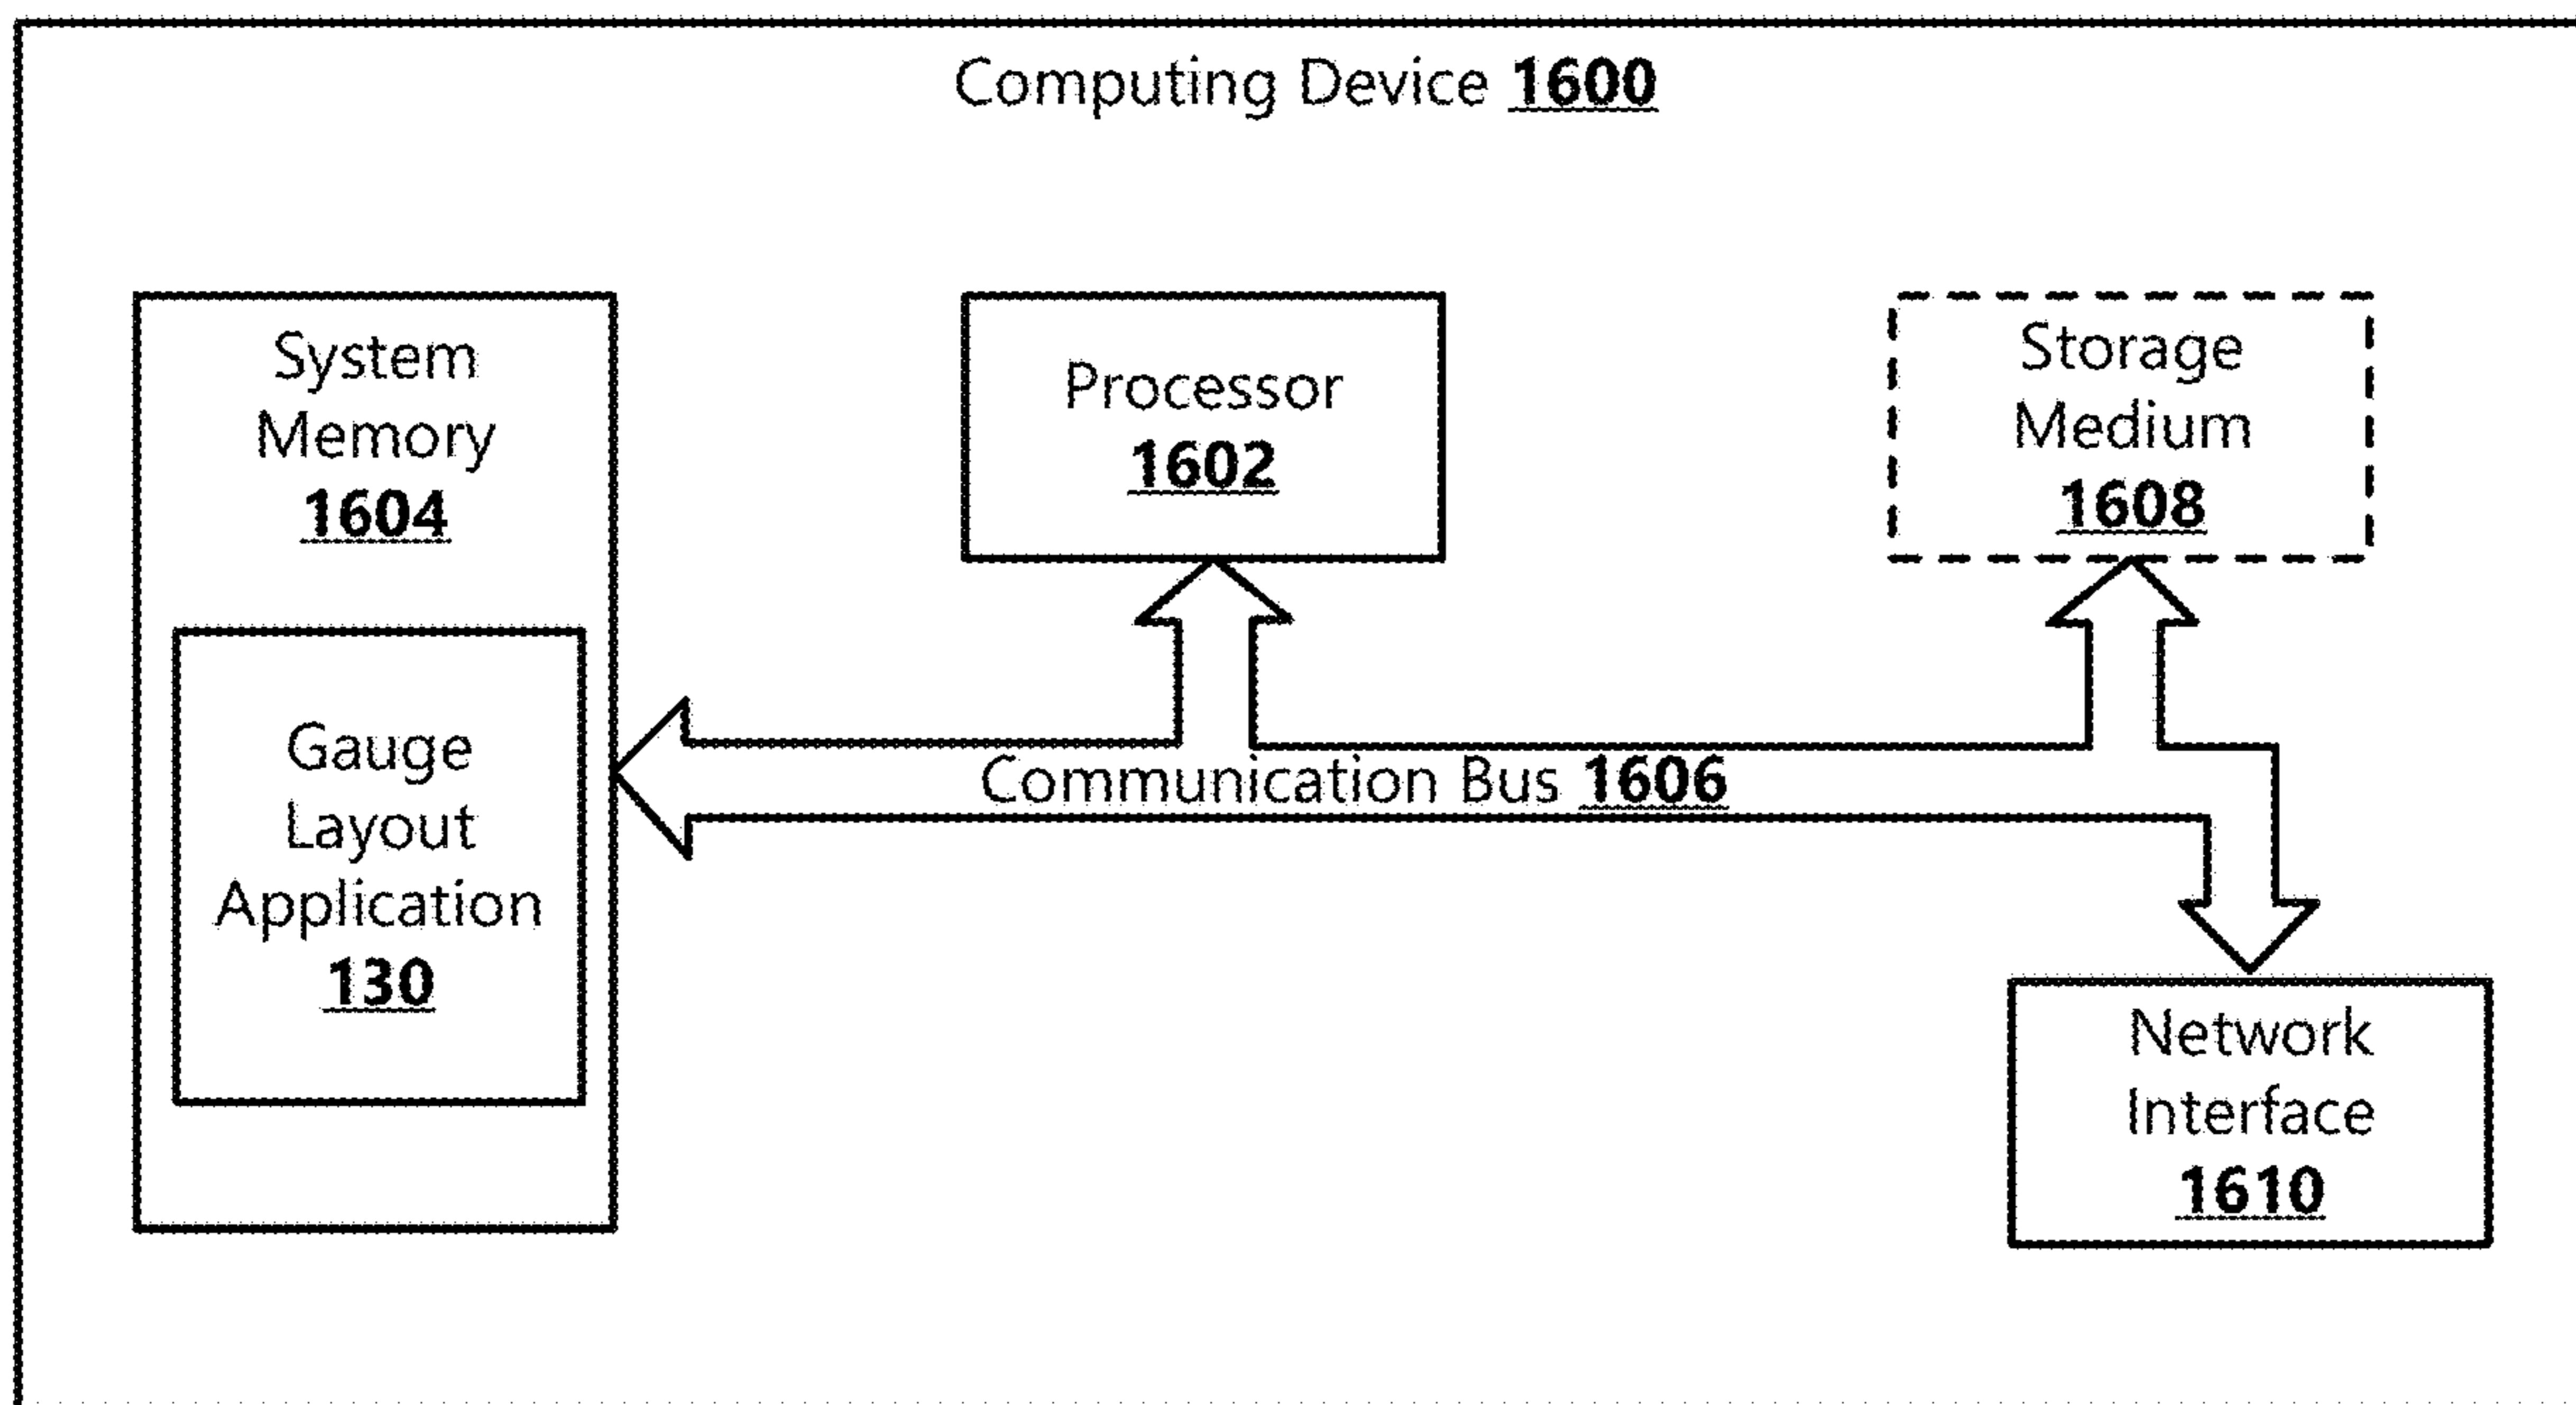 Computing Device 1600
System
Memory
1604
Gauge
Layout
Application
130
Processor
1602
Storage
Medium
1608
Communication Bus 1606
Network
Interface
1610